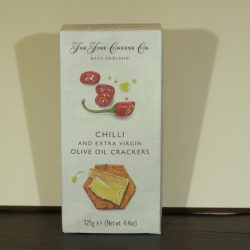 The Fine Cheese Co.
BATH ENGLAND
CHILLI
AND EXTRA VIRGIN
OLIVE OIL CRACKERS
125g e (Net wt. 4.4oz)